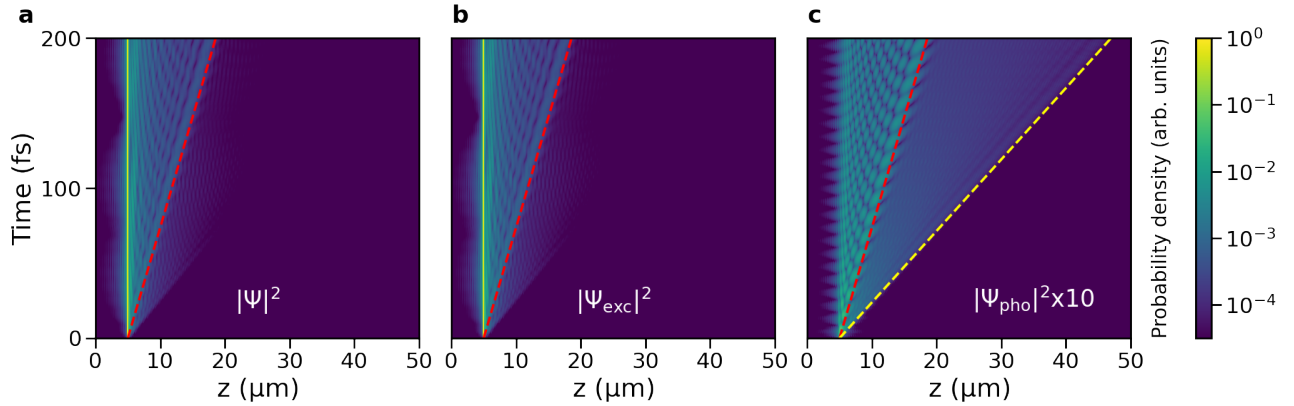 a
b
c
200
100
0
Time (fs)
|Ψ|²
|Ψexc|²
|Ψpho|²x10
0 10 20 30 40 50
0 10 20 30 40 50
0 10 20 30 40 50
z (μm)
z (μm)
z (μm)
Probability density (arb. units)
10⁰
10⁻¹
10⁻²
10⁻³
10⁻⁴